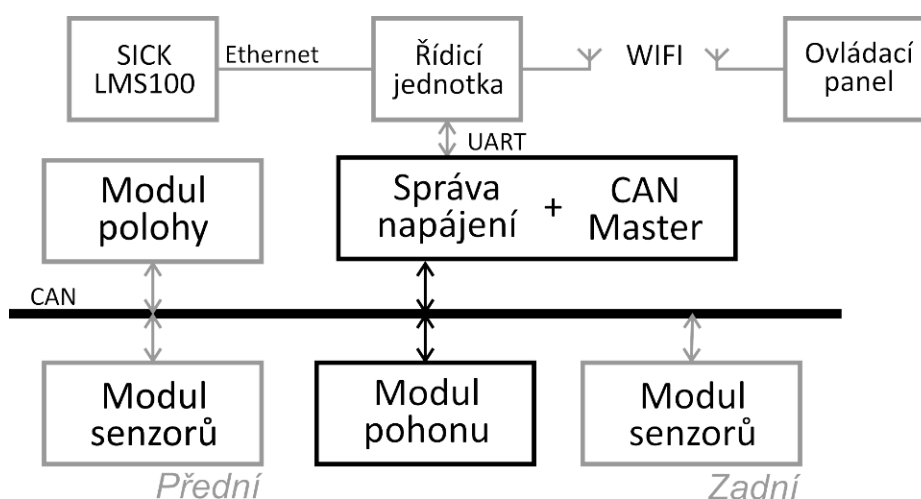 SICK
LMS100
Ethernet
Řídicí
jednotka
WIFI
Ovládací
panel
UART
Modul
polohy
Správa
napájení
+
CAN
Master
CAN
Modul
senzorů
Přední
Modul
pohonu
Modul
senzorů
Zadní